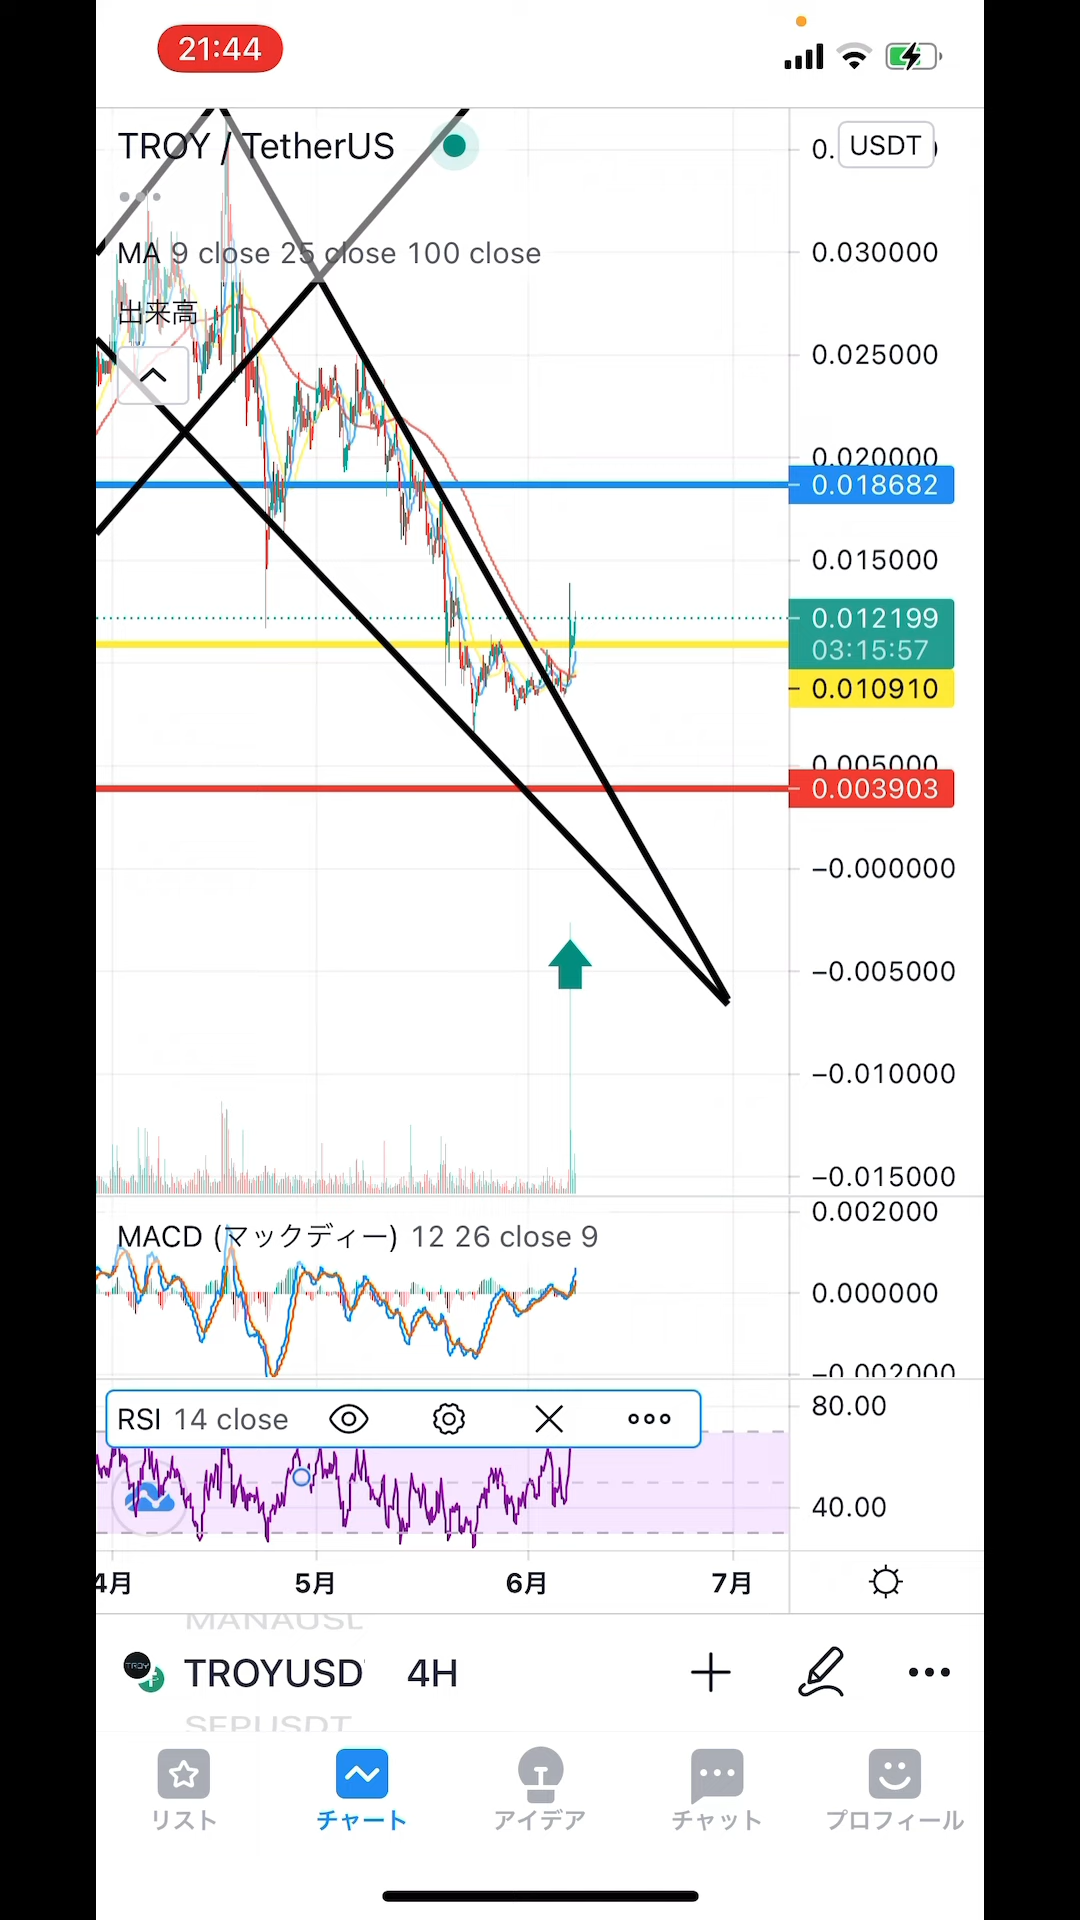 21:44
TROY / TetherUS
USDT
MA 9 close 25 close 100 close
0.030000
出来高
0.025000
0.020000
0.018682
0.015000
0.012199
03:15:57
0.010910
0.005000
0.003903
−0.000000
−0.005000
−0.010000
−0.015000
0.002000
MACD (マックディー) 12 26 close 9
0.000000
−0.002000
RSI 14 close
80.00
40.00
4月 5月 6月 7月
MANAUSD
TROYUSD 4H
SFPUSDT
リスト チャート アイデア チャット プロフィール